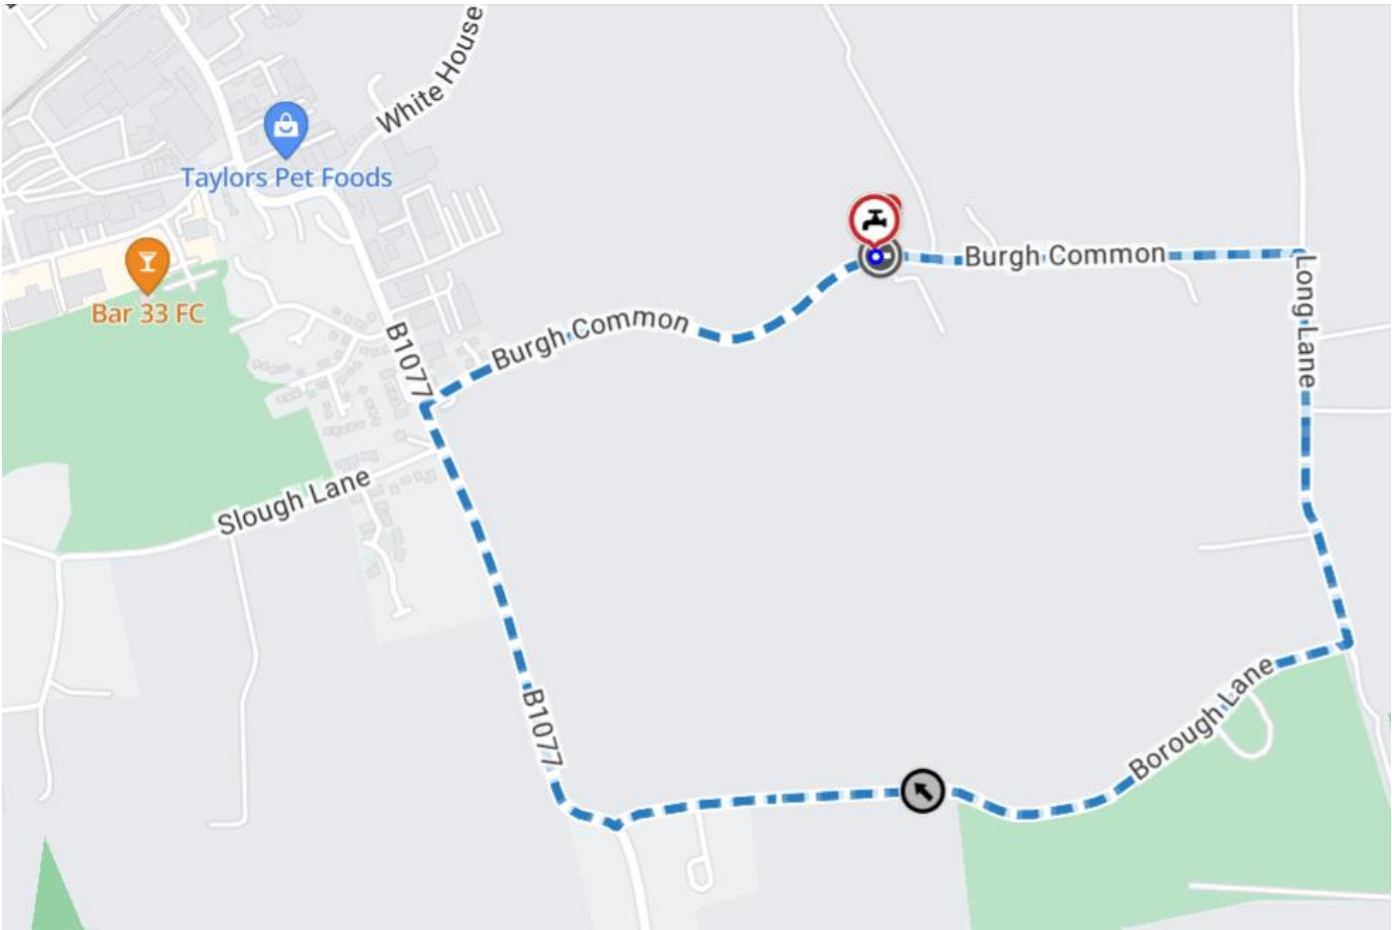 White House
Taylors Pet Foods
Burgh Common
Bar 33 FC
Long Lane
Burgh Common
B1077
Slough Lane
Borough Lane
B1077